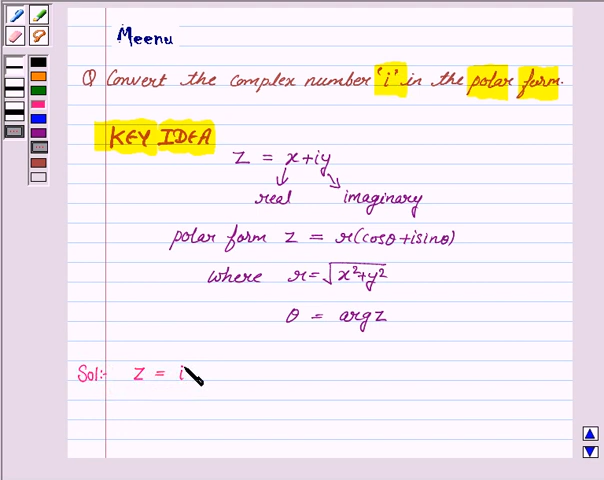 Meenu
Q Convert the complex number 'i' in the polar form.
KEY IDEA
z = x+iy
real imaginary
polar form z = r(cosθ+isinθ)
where r=√x²+y²
θ = argz
Sol:- z = i